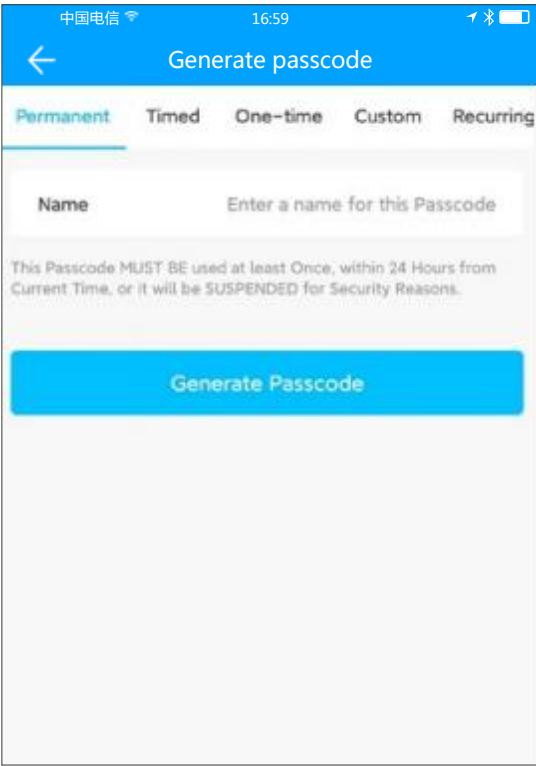 中国电信 16:59
Generate passcode
Permanent Timed One-time Custom Recurring
Name Enter a name for this Passcode
This Passcode MUST BE used at least Once, within 24 Hours from
Current Time, or it will be SUSPENDED for Security Reasons.
Generate Passcode